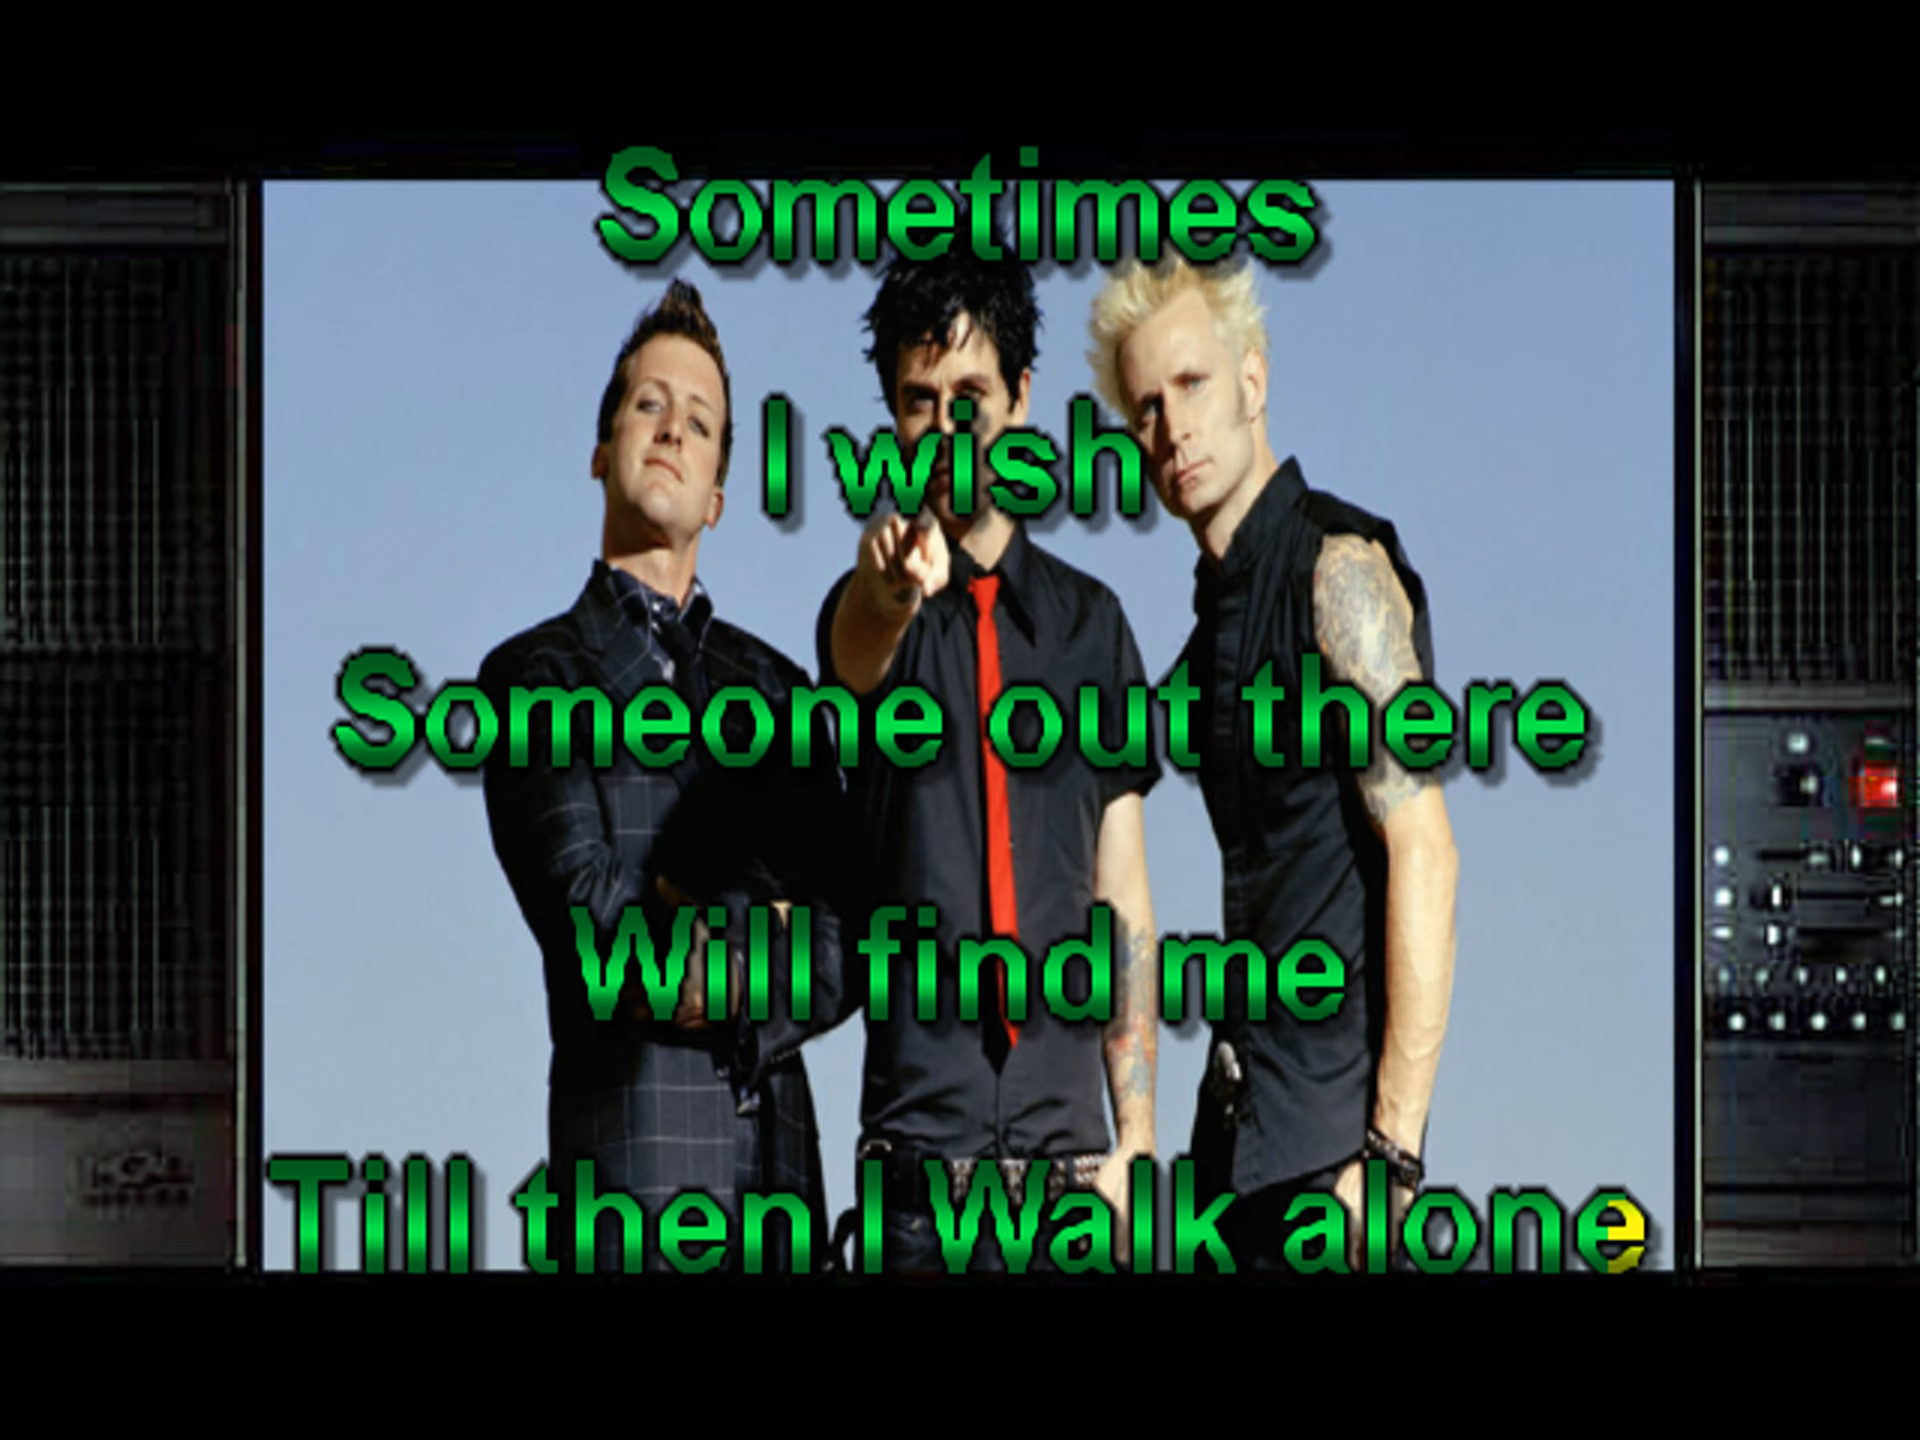 Sometimes
I wish
Someone out there
Will find me
Till then I Walk alone